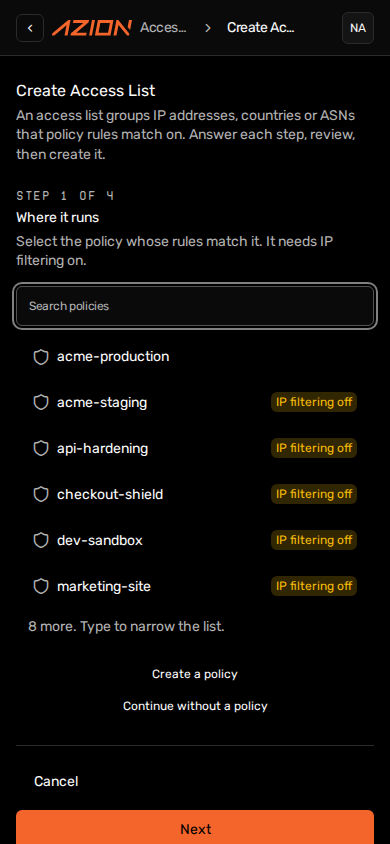 AZION Acces... Create Ac... NA
Create Access List
An access list groups IP addresses, countries or ASNs
that policy rules match on. Answer each step, review,
then create it.
STEP 1 OF 4
Where it runs
Select the policy whose rules match it. It needs IP
filtering on.
Search policies
acme-production
acme-staging IP filtering off
api-hardening IP filtering off
checkout-shield IP filtering off
dev-sandbox IP filtering off
marketing-site IP filtering off
8 more. Type to narrow the list.
Create a policy
Continue without a policy
Cancel
Next